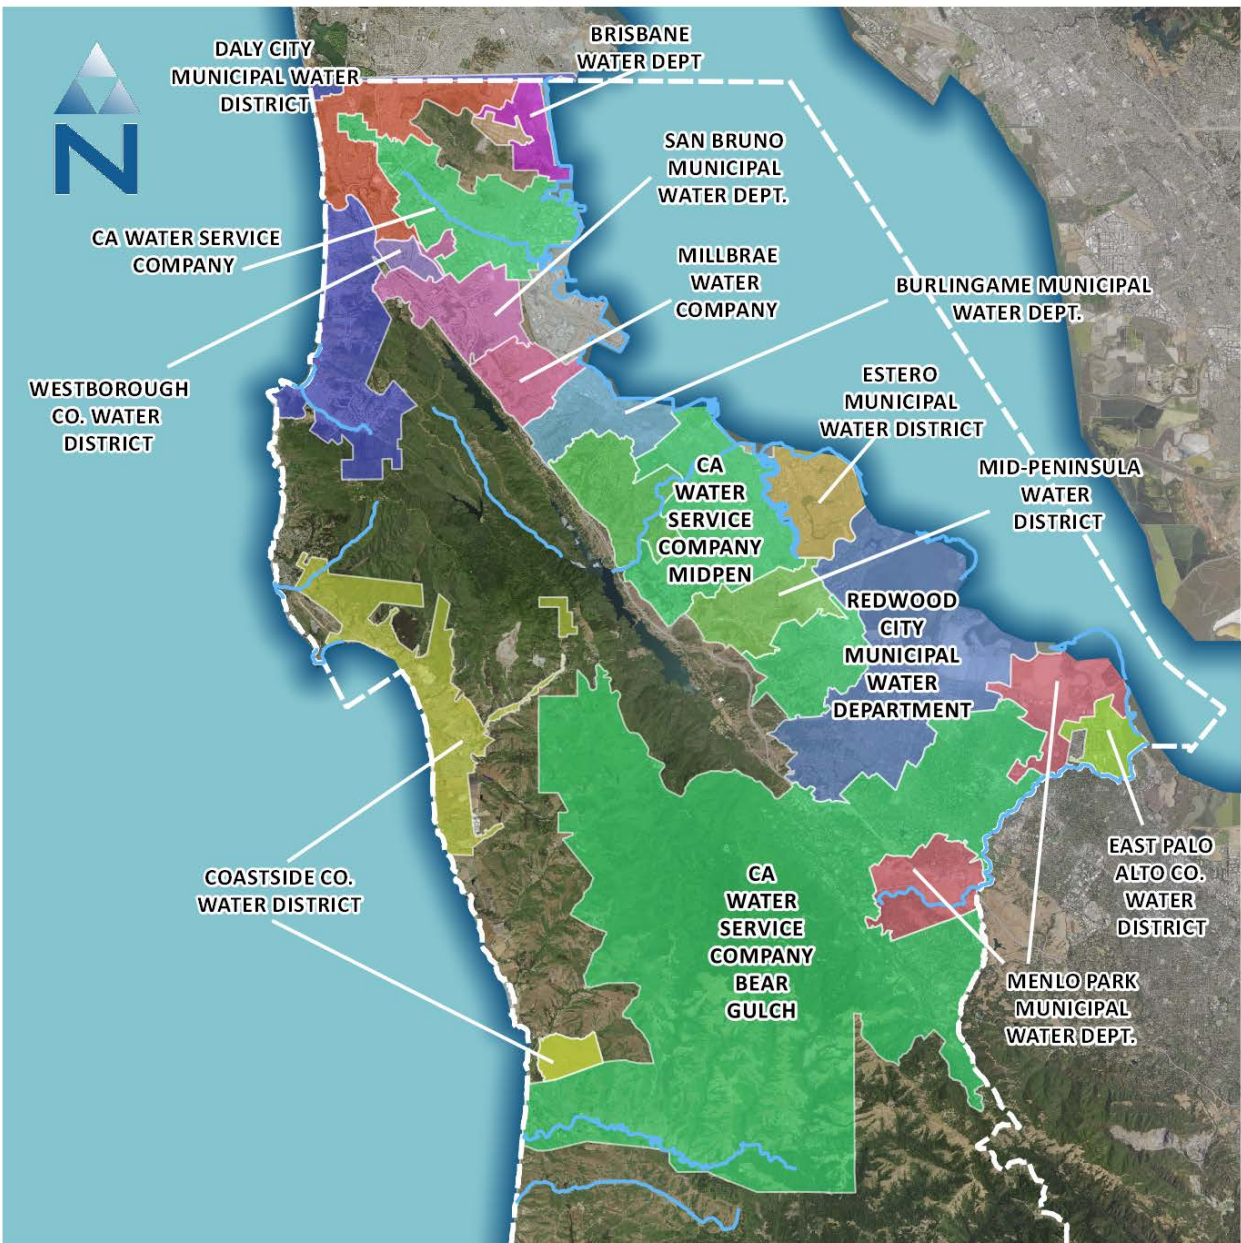 DALY CITY
MUNICIPAL WATER
DISTRICT
BRISBANE
WATER DEPT
SAN BRUNO
MUNICIPAL
WATER DEPT.
N
CA WATER SERVICE
COMPANY
MILLBRAE
WATER
COMPANY
BURLINGAME MUNICIPAL
WATER DEPT.
WESTBOROUGH
CO. WATER
DISTRICT
ESTERO
MUNICIPAL
WATER DISTRICT
CA
WATER
SERVICE
COMPANY
MIDPEN
MID-PENINSULA
WATER
DISTRICT
REDWOOD
CITY
MUNICIPAL
WATER
DEPARTMENT
COASTSIDE CO.
WATER DISTRICT
CA
WATER
SERVICE
COMPANY
BEAR
GULCH
EAST PALO
ALTO CO.
WATER
DISTRICT
MENLO PARK
MUNICIPAL
WATER DEPT.